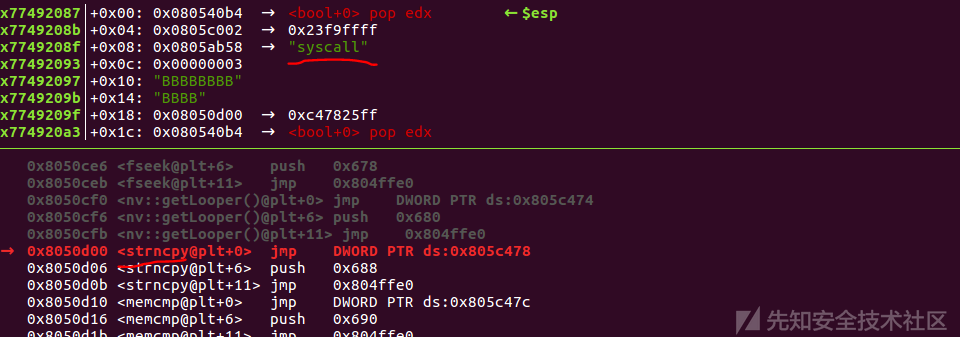 x77492087 +0x00: 0x080540b4 → <bool+0> pop edx ←$esp
x7749208b +0x04: 0x0805c002 → 0x23f9ffff
x7749208f +0x08: 0x0805ab58 → "syscall"
x77492093 +0x0c: 0x00000003
x77492097 +0x10: "BBBBBBBB"
x7749209b +0x14: "BBBB"
x7749209f +0x18: 0x08050d00 → 0xc47825ff
x774920a3 +0x1c: 0x080540b4 → <bool+0> pop edx
0x8050ce6 <fseek@plt+6> push 0x678
0x8050ceb <fseek@plt+11> jmp 0x804ffe0
0x8050cf0 <nv::getLooper()@plt+0> jmp DWORD PTR ds:0x805c474
0x8050cf6 <nv::getLooper()@plt+6> push 0x680
0x8050cfb <nv::getLooper()@plt+11> jmp 0x804ffe0
→ 0x8050d00 <strncpy@plt+0> jmp DWORD PTR ds:0x805c478
0x8050d06 <strncpy@plt+6> push 0x688
0x8050d0b <strncpy@plt+11> jmp 0x804ffe0
0x8050d10 <memcmp@plt+0> jmp DWORD PTR ds:0x805c47c
0x8050d16 <memcmp@plt+6> push 0x690
0x8050d1b <memcmp@plt+11> jmp 0x804ffe0
先知安全技术社区